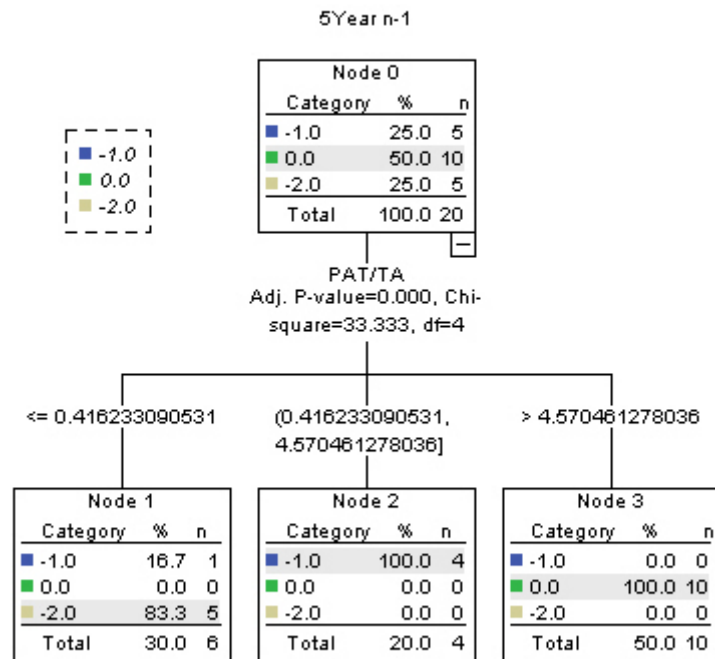 5Year n-1
Node 0
Category % n
-1.0 25.0 5
0.0 50.0 10
-2.0 25.0 5
Total 100.0 20
-1.0
0.0
-2.0
PAT/TA
Adj. P-value=0.000, Chi-
square=33.333, df=4
<= 0.416233090531
(0.416233090531,
4.570461278036]
> 4.570461278036
Node 1
Category % n
-1.0 16.7 1
0.0 0.0 0
-2.0 83.3 5
Total 30.0 6
Node 2
Category % n
-1.0 100.0 4
0.0 0.0 0
-2.0 0.0 0
Total 20.0 4
Node 3
Category % n
-1.0 0.0 0
0.0 100.0 10
-2.0 0.0 0
Total 50.0 10